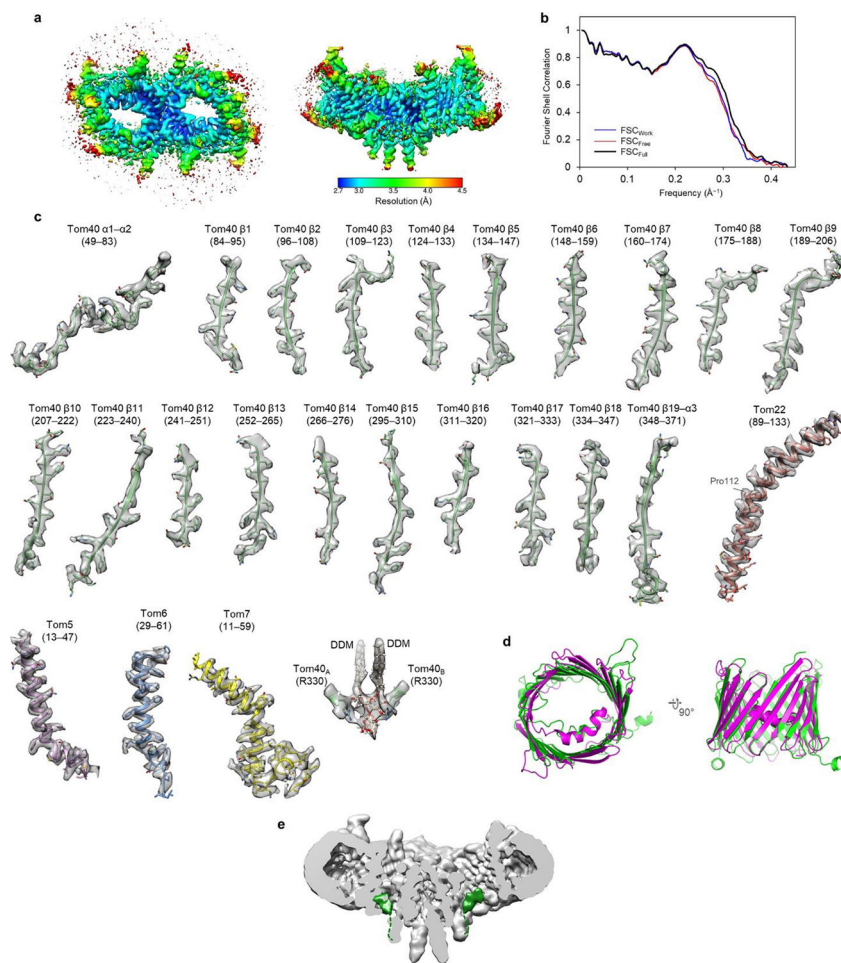 a
2.7 3.0 3.5 4.0 4.5
Resolution (Å)
b
Fourier Shell Correlation
1
0.8
0.6
0.4
0.2
0
FSCWork
FSCFree
FSCFull
0 0.1 0.2 0.3 0.4
Frequency (Å⁻¹)
c
Tom40 α1–α2 Tom40 β1 Tom40 β2 Tom40 β3 Tom40 β4 Tom40 β5 Tom40 β6 Tom40 β7 Tom40 β8 Tom40 β9
(49–83) (84–95) (96–108) (109–123) (124–133) (134–147) (148–159) (160–174) (175–188) (189–206)
Tom40 β10 Tom40 β11 Tom40 β12 Tom40 β13 Tom40 β14 Tom40 β15 Tom40 β16 Tom40 β17 Tom40 β18 Tom40 β19–α3 Tom22
(207–222) (223–240) (241–251) (252–265) (266–276) (295–310) (311–320) (321–333) (334–347) (348–371) (89–133)
Pro112
Tom5 Tom6 Tom7
(13–47) (29–61) (11–59)
DDM DDM
Tom40A Tom40B
(R330) (R330)
d
90°
e